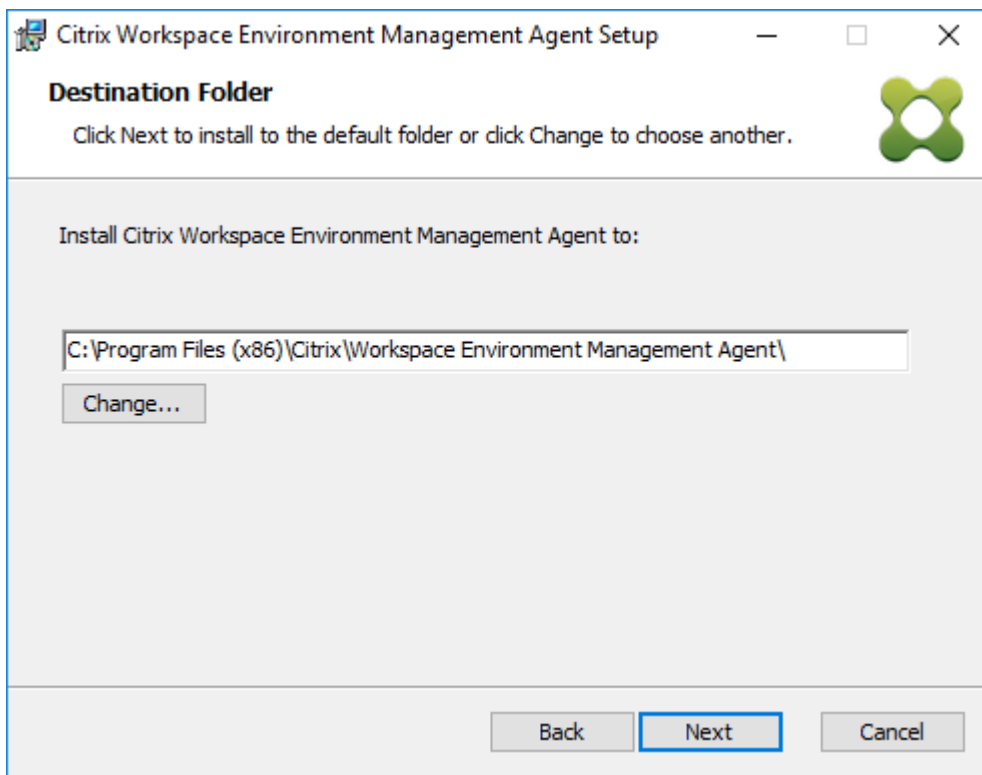 Citrix Workspace Environment Management Agent Setup
Destination Folder
Click Next to install to the default folder or click Change to choose another.
Install Citrix Workspace Environment Management Agent to:
C:\Program Files (x86)\Citrix\Workspace Environment Management Agent\
Change...
Back Next Cancel